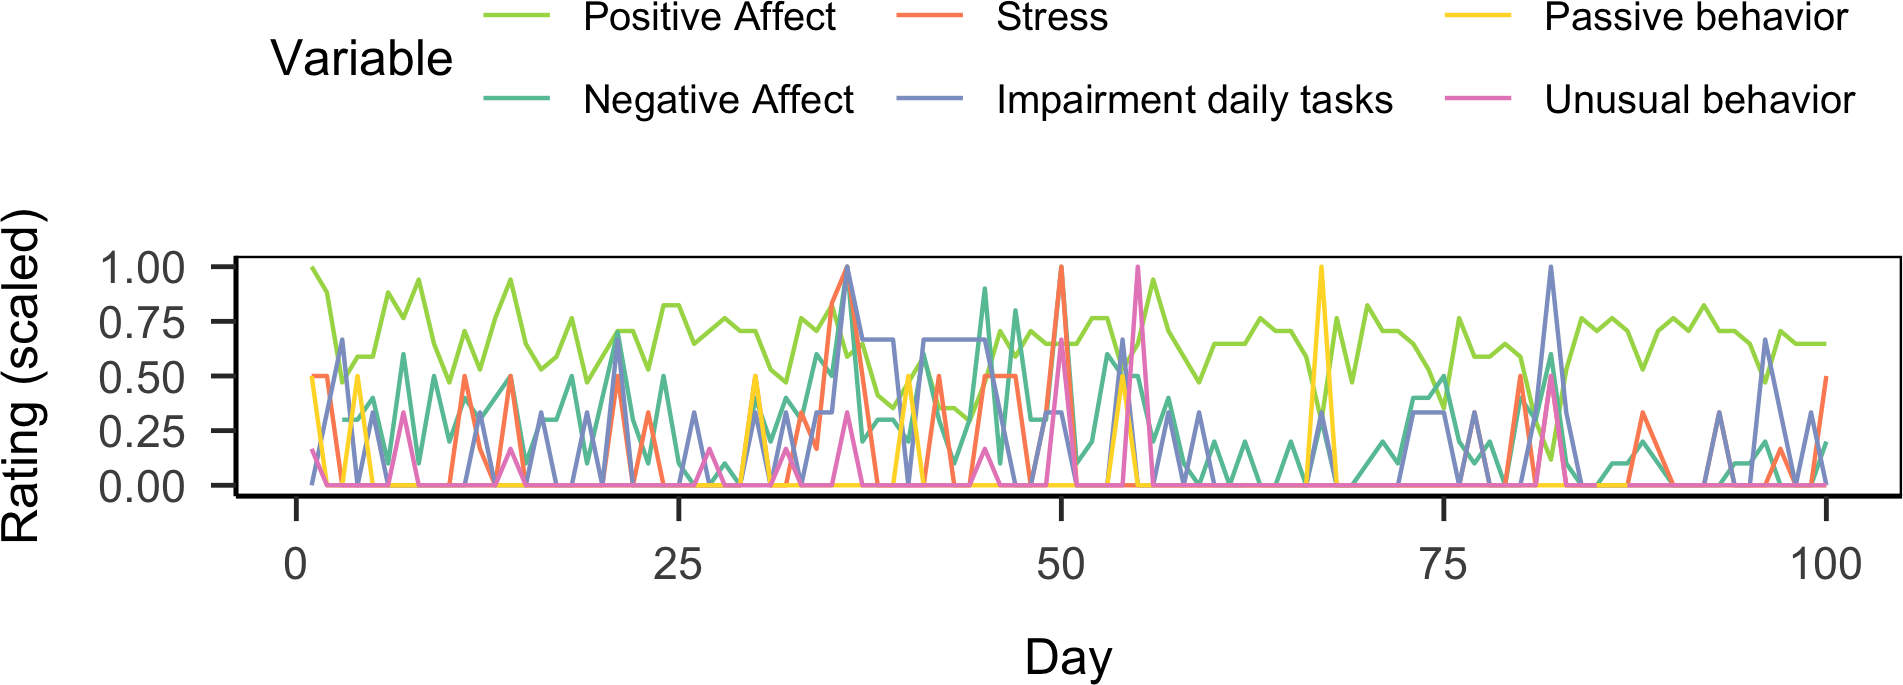 Variable
Positive Affect
Stress
Passive behavior
Negative Affect
Impairment daily tasks
Unusual behavior
Rating (scaled)
1.00
0.75
0.50
0.25
0.00
0 25 50 75 100
Day